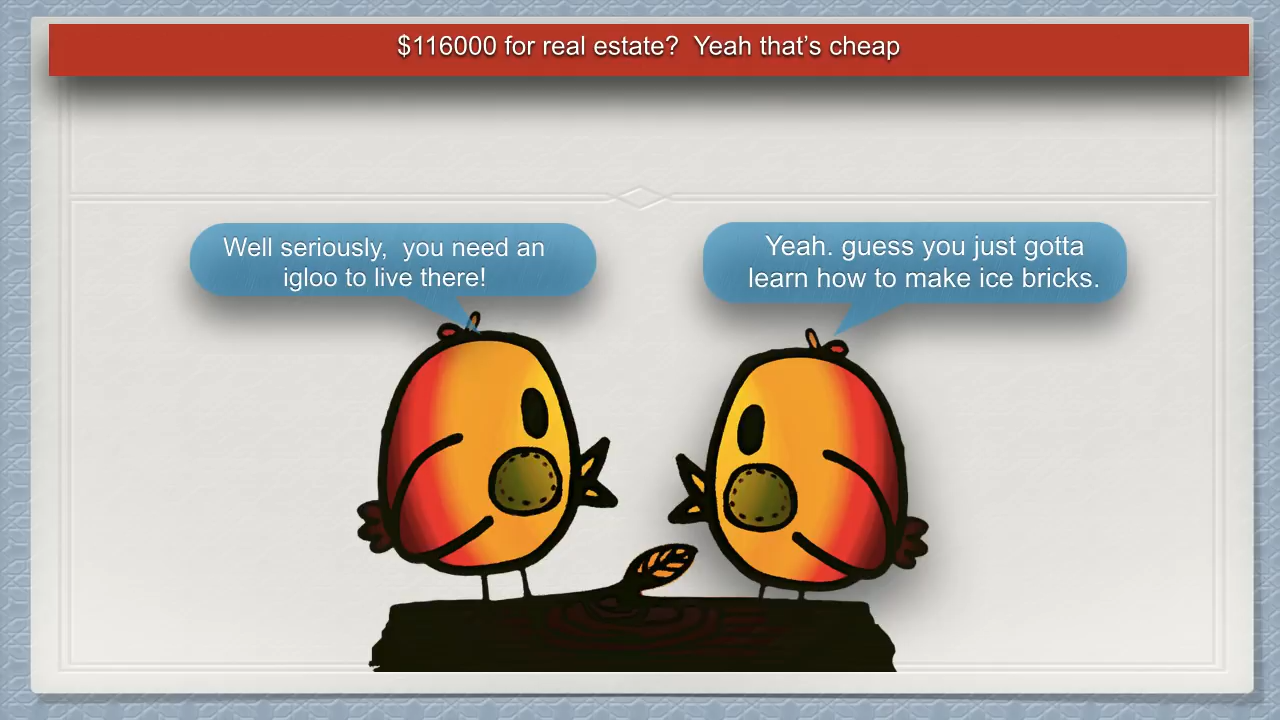 $116000 for real estate?  Yeah that’s cheap
Well seriously,  you need an
igloo to live there!
Yeah. guess you just gotta
learn how to make ice bricks.